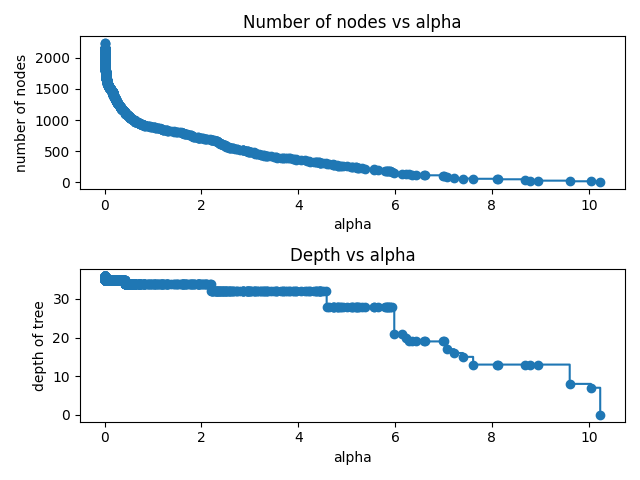 Number of nodes vs alpha
number of nodes
2000
1500
1000
500
0
0 2 4 6 8 10
alpha
Depth vs alpha
depth of tree
30
20
10
0
0 2 4 6 8 10
alpha